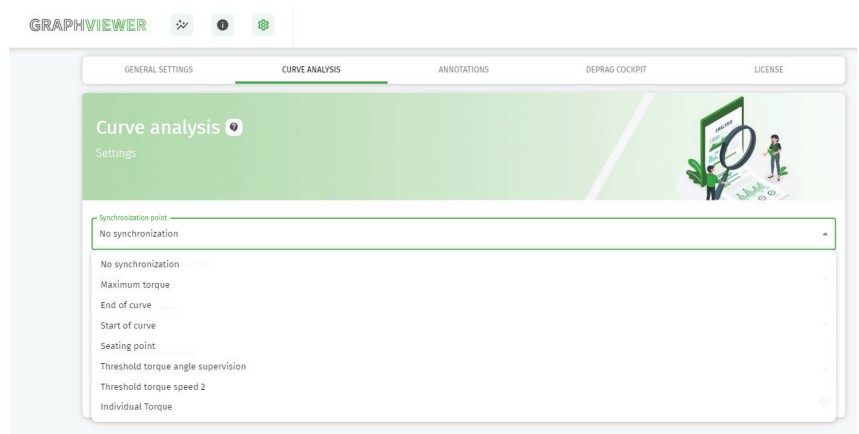 GRAPHVIEWER
GENERAL SETTINGS
CURVE ANALYSIS
ANNOTATIONS
DEPRAG COCKPIT
LICENSE
Curve analysis
Settings
ANALYSIS
Synchronization point
No synchronization
No synchronization
Maximum torque
End of curve
Start of curve
Seating point
Threshold torque angle supervision
Threshold torque speed 2
Individual Torque